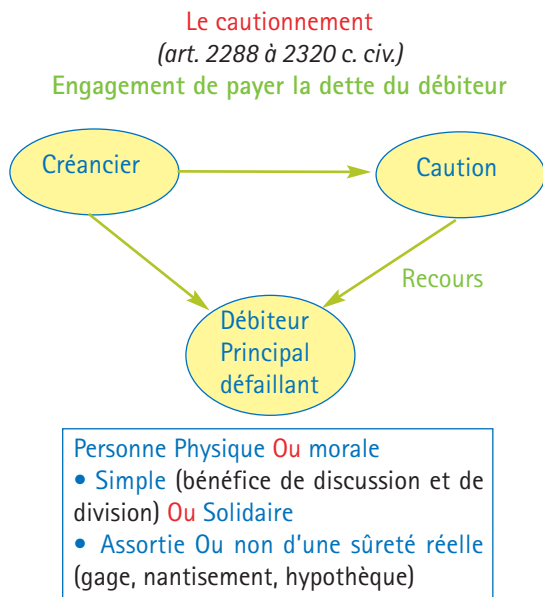 Le cautionnement
(art. 2288 à 2320 c. civ.)
Engagement de payer la dette du débiteur
Créancier
Caution
Recours
Débiteur
Principal
défaillant
Personne Physique Ou morale
• Simple (bénéfice de discussion et de
division) Ou Solidaire
• Assortie Ou non d'une sûreté réelle
(gage, nantisement, hypothèque)